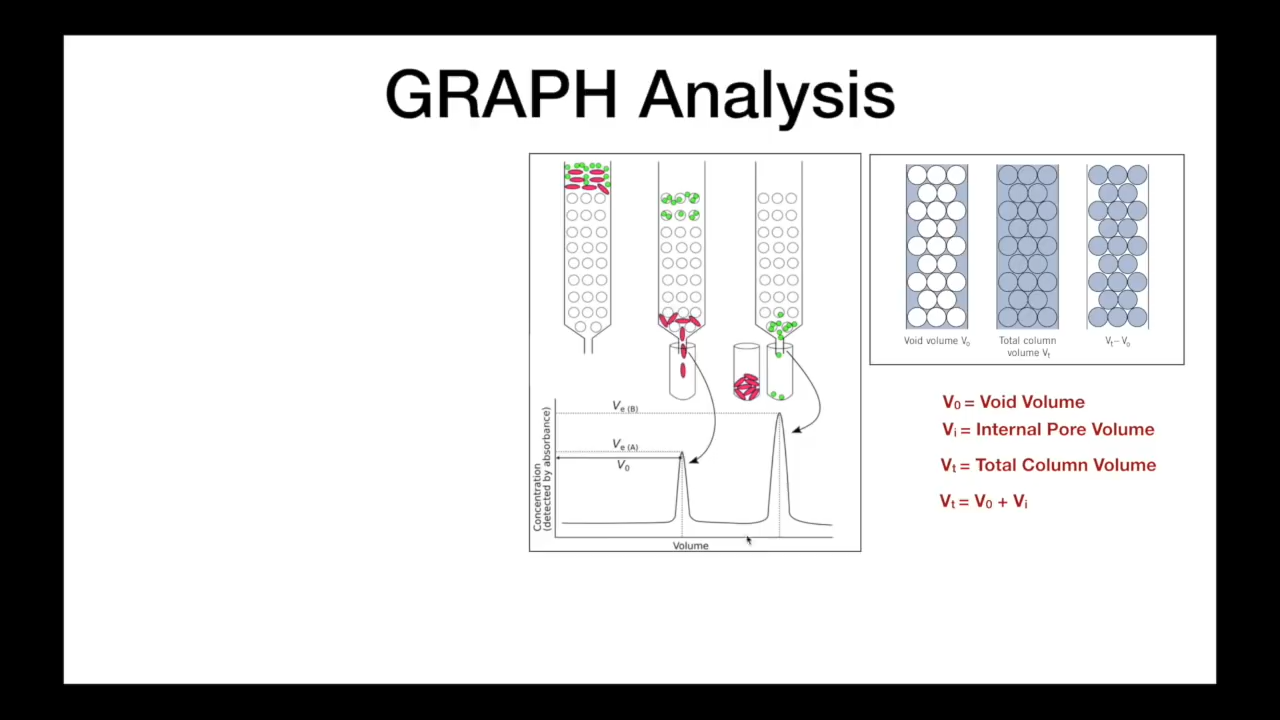 GRAPH Analysis
Void volume V₀
Total column
volume Vₜ
Vₜ – V₀
V₀ = Void Volume
Vᵢ = Internal Pore Volume
Vₜ = Total Column Volume
Vₜ = V₀ + Vᵢ
Vₑ (B)
Vₑ (A)
V₀
Concentration
(detected by absorbance)
Volume